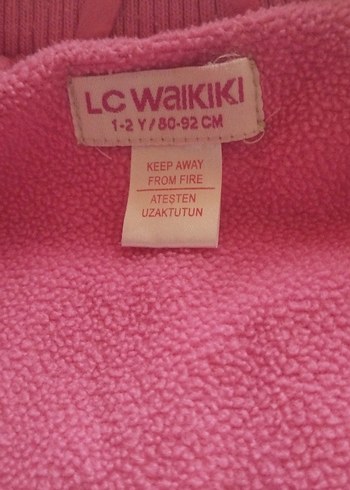 LC WAIKIKI
1-2 Y / 80-92 CM
KEEP AWAY
FROM FIRE
ATEŞTEN
UZAKTUTUN